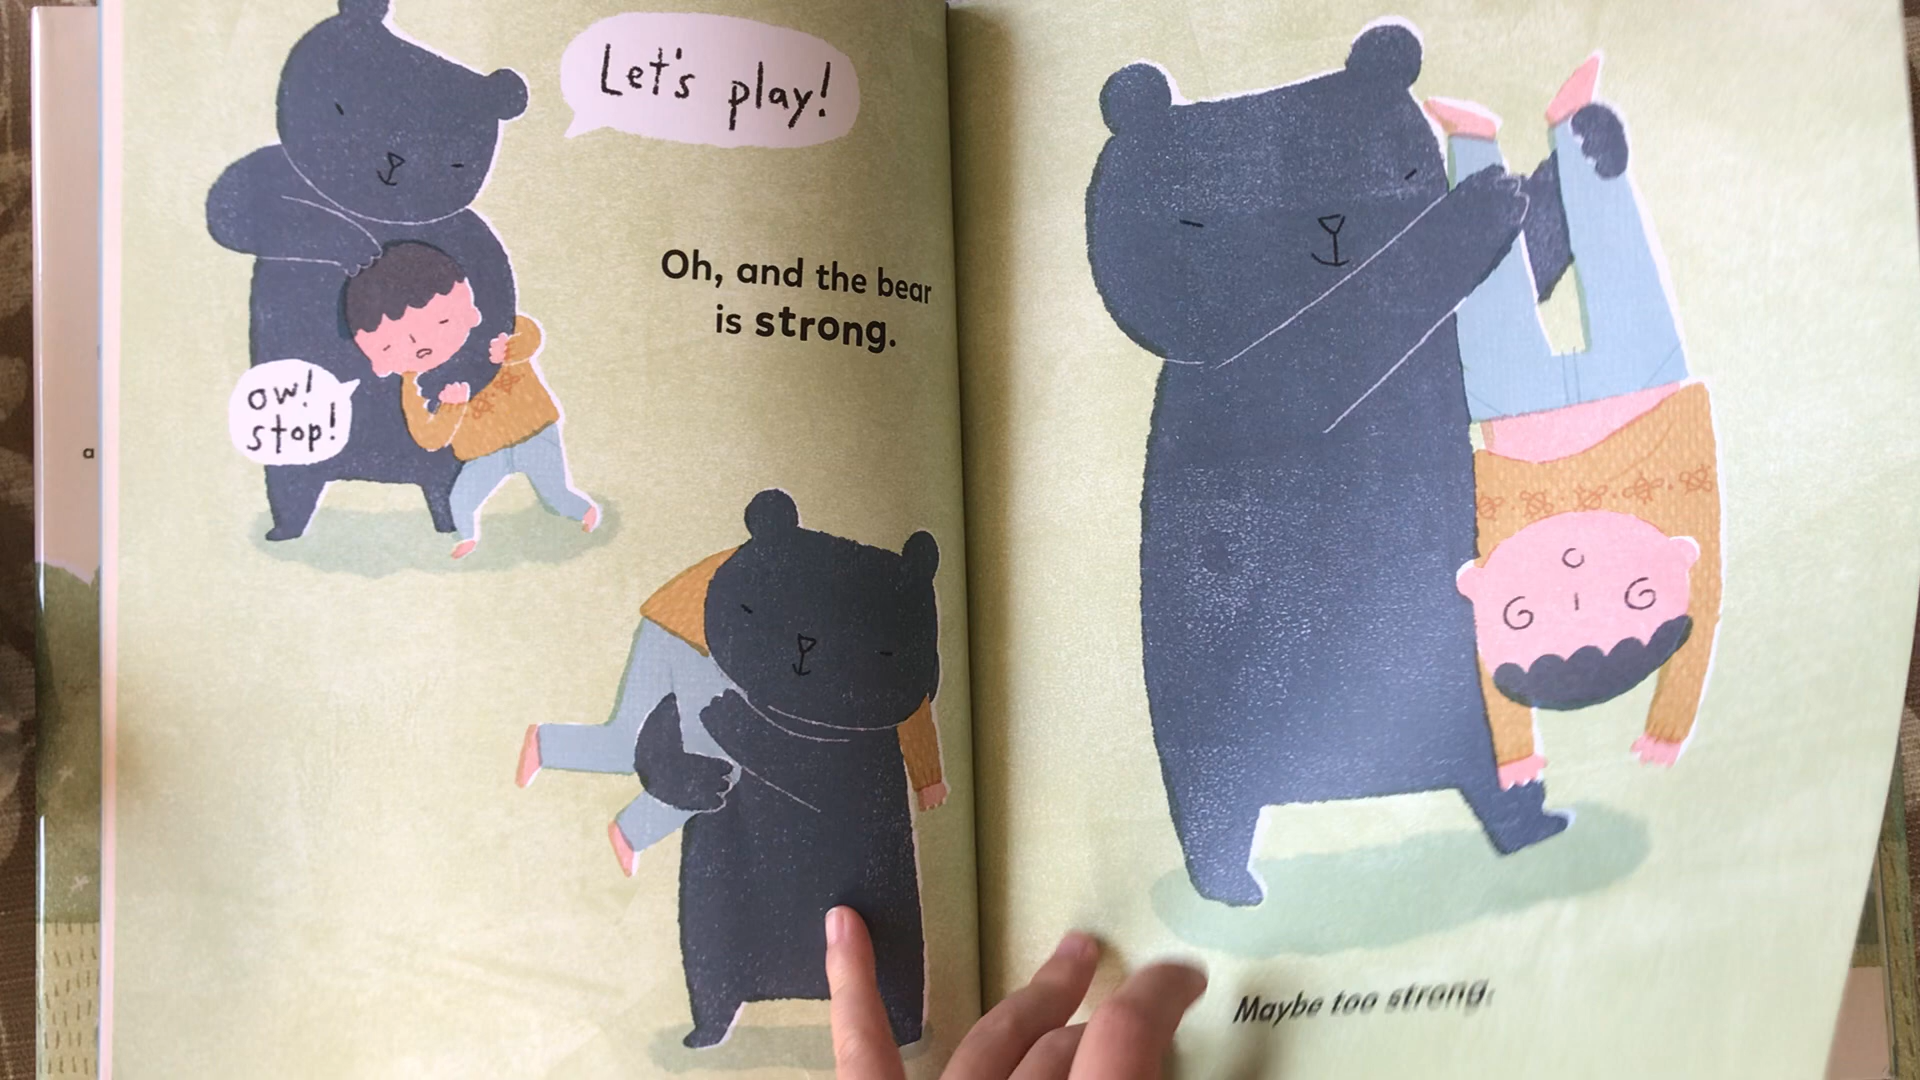 Let's play!
Oh, and the bear
is strong.
ow!
stop!
a
Maybe too strong.